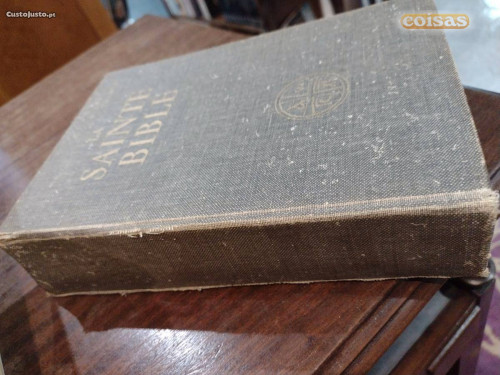 CustoJusto.pt
coisas
LA
SAINTE
BIBLE